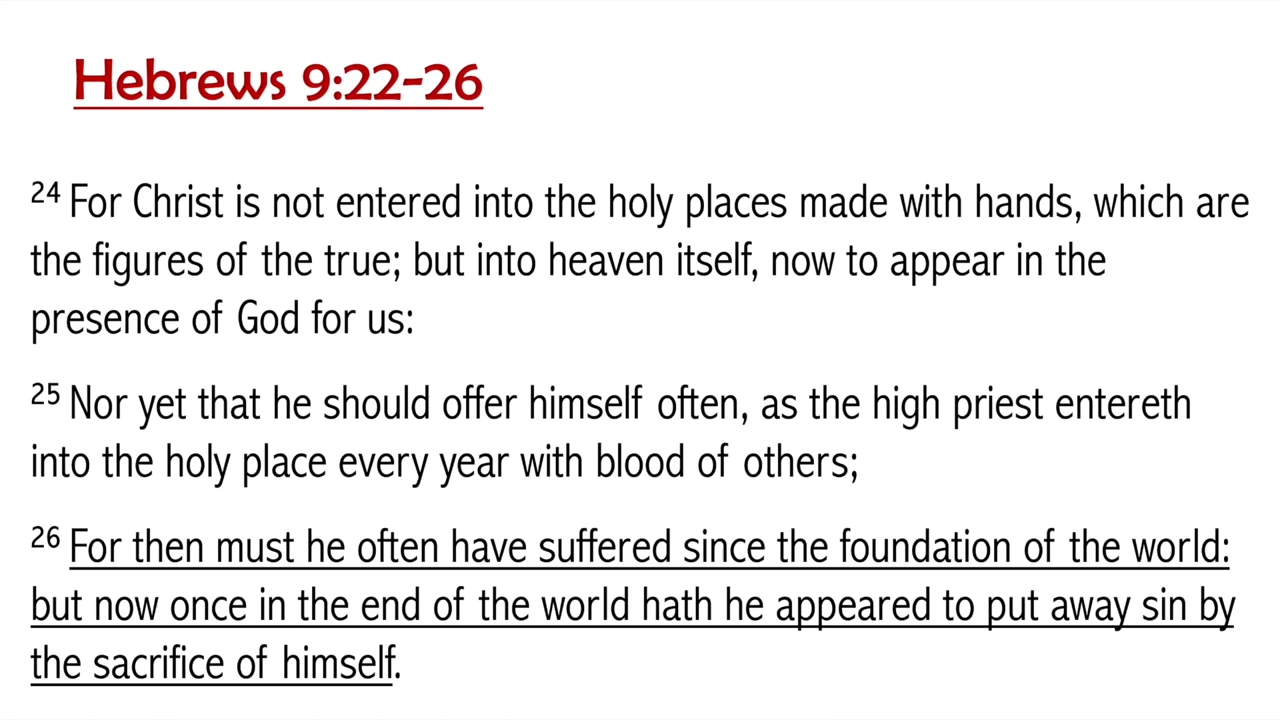 Hebrews 9:22-26
24 For Christ is not entered into the holy places made with hands, which are
the figures of the true; but into heaven itself, now to appear in the
presence of God for us:
25 Nor yet that he should offer himself often, as the high priest entereth
into the holy place every year with blood of others;
26 For then must he often have suffered since the foundation of the world:
but now once in the end of the world hath he appeared to put away sin by
the sacrifice of himself.